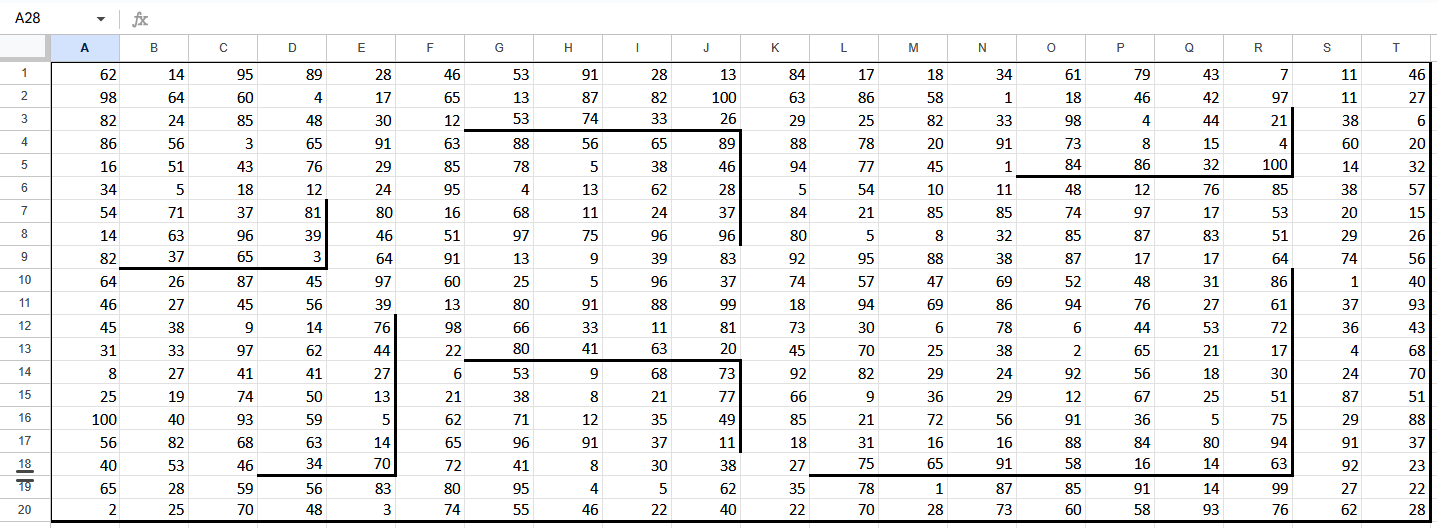 A28 fx
A B C D E F G H I J K L M N O P Q R S T
1 62 14 95 89 28 46 53 91 28 13 84 17 18 34 61 79 43 7 11 46
2 98 64 60 4 17 65 13 87 82 100 63 86 58 1 18 46 42 97 11 27
3 82 24 85 48 30 12 53 74 33 26 29 25 82 33 98 4 44 21 38 6
4 86 56 3 65 91 63 88 56 65 89 88 78 20 91 73 8 15 4 60 20
5 16 51 43 76 29 85 78 5 38 46 94 77 45 1 84 86 32 100 14 32
6 34 5 18 12 24 95 4 13 62 28 5 54 10 11 48 12 76 85 38 57
7 54 71 37 81 80 16 68 11 24 37 84 21 85 85 74 97 17 53 20 15
8 14 63 96 39 46 51 97 75 96 96 80 5 8 32 85 87 83 51 29 26
9 82 37 65 3 64 91 13 9 39 83 92 95 88 38 87 17 17 64 74 56
10 64 26 87 45 97 60 25 5 96 37 74 57 47 69 52 48 31 86 1 40
11 46 27 45 56 39 13 80 91 88 99 18 94 69 86 94 76 27 61 37 93
12 45 38 9 14 76 98 66 33 11 81 73 30 6 78 6 44 53 72 36 43
13 31 33 97 62 44 22 80 41 63 20 45 70 25 38 2 65 21 17 4 68
14 8 27 41 41 27 6 53 9 68 73 92 82 29 24 92 56 18 30 24 70
15 25 19 74 50 13 21 38 8 21 77 66 9 36 29 12 67 25 51 87 51
16 100 40 93 59 5 62 71 12 35 49 85 21 72 56 91 36 5 75 29 88
17 56 82 68 63 14 65 96 91 37 11 18 31 16 16 88 84 80 94 91 37
18 40 53 46 34 70 72 41 8 30 38 27 75 65 91 58 16 14 63 92 23
19 65 28 59 56 83 80 95 4 5 62 35 78 1 87 85 91 14 99 27 22
20 2 25 70 48 3 74 55 46 22 40 22 70 28 73 60 58 93 76 62 28